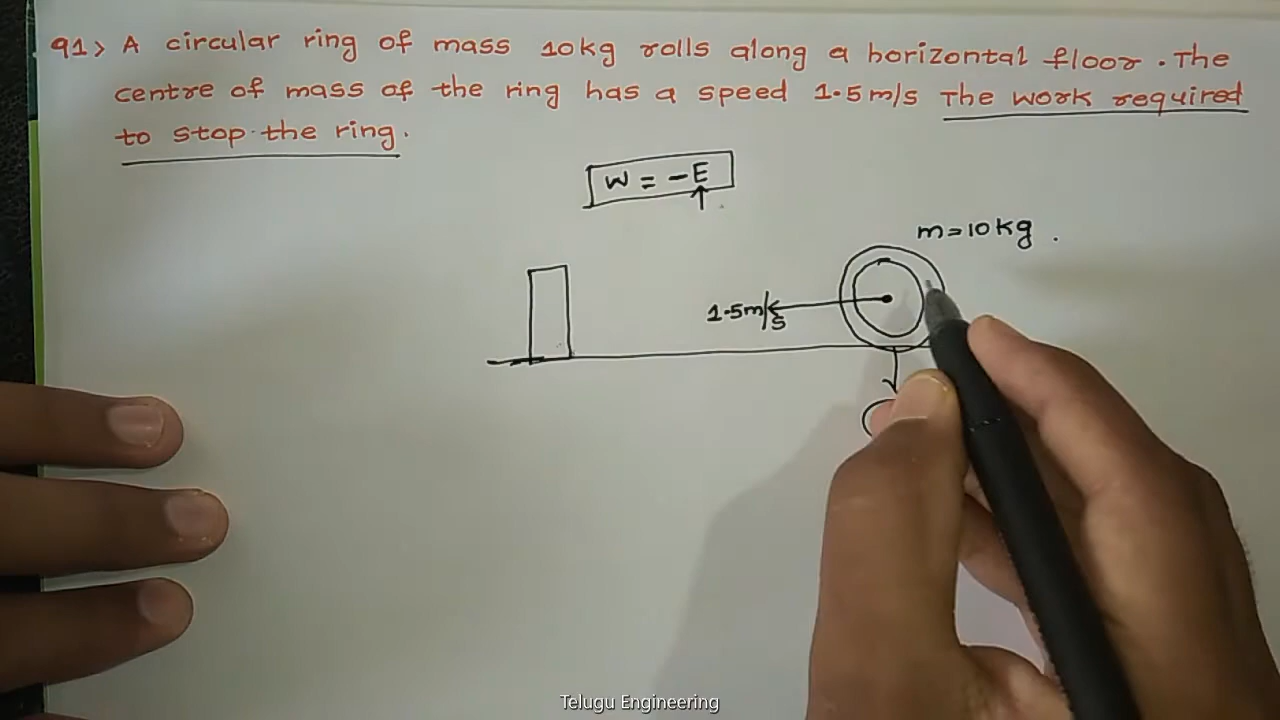 Q1> A circular ring of mass 10kg rolls along a horizontal floor. The
centre of mass of the ring has a speed 1.5m/s The work required
to stop the ring.
W = -E
m=10kg.
1.5m/s
Telugu Engineering